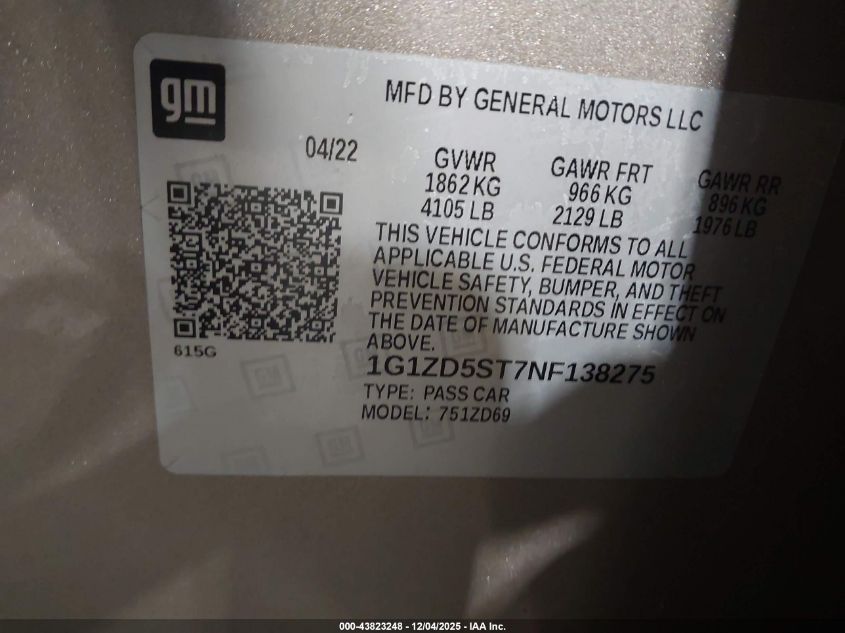 gm
MFD BY GENERAL MOTORS LLC
04/22
GVWR
1862 KG
4105 LB
GAWR FRT
966 KG
2129 LB
GAWR RR
896 KG
1976 LB
THIS VEHICLE CONFORMS TO ALL
APPLICABLE U.S. FEDERAL MOTOR
VEHICLE SAFETY, BUMPER, AND THEFT
PREVENTION STANDARDS IN EFFECT ON
THE DATE OF MANUFACTURE SHOWN
ABOVE.
615G
1G1ZD5ST7NF138275
TYPE: PASS CAR
MODEL: 751ZD69
GM
GM
GM
000-43823248 - 12/04/2025 - IAA Inc.